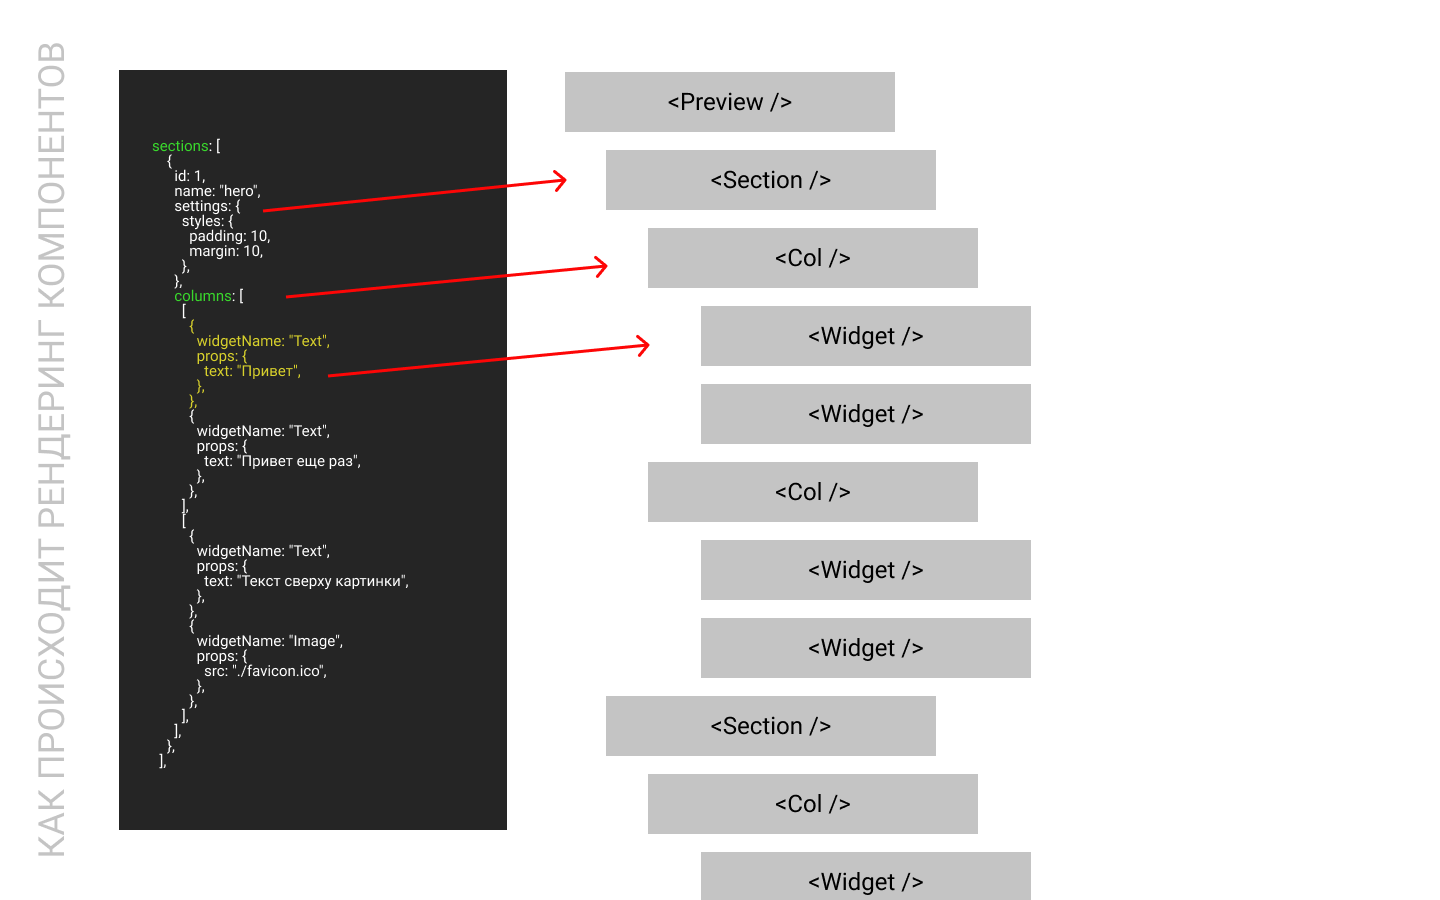 КАК ПРОИСХОДИТ РЕНДЕРИНГ КОМПОНЕНТОВ
sections: [
{
id: 1,
name: "hero",
settings: {
styles: {
padding: 10,
margin: 10,
},
},
columns: [
[
{
widgetName: "Text",
props: {
text: "Привет",
},
},
{
widgetName: "Text",
props: {
text: "Привет еще раз",
},
},
],
[
{
widgetName: "Text",
props: {
text: "Текст сверху картинки",
},
},
{
widgetName: "Image",
props: {
src: "./favicon.ico",
},
},
],
],
},
],
<Preview />
<Section />
<Col />
<Widget />
<Widget />
<Col />
<Widget />
<Widget />
<Section />
<Col />
<Widget />